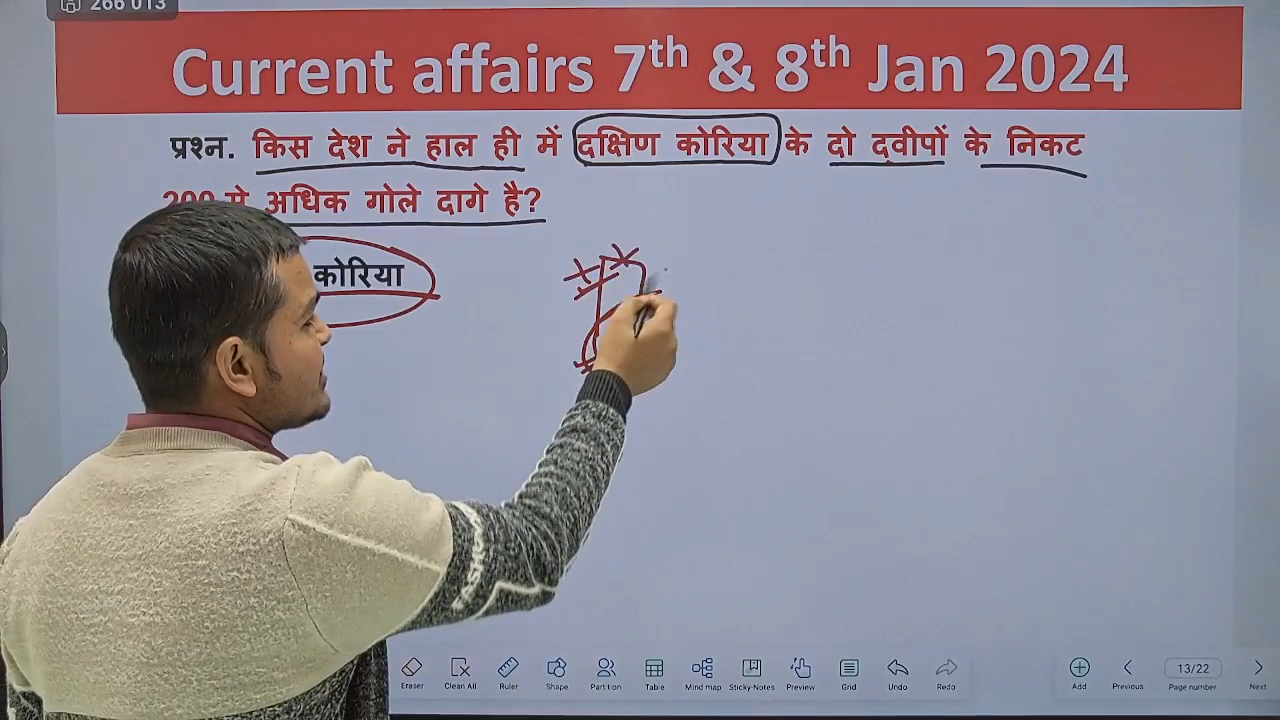 266 013
Current affairs 7th & 8th Jan 2024
प्रश्न. किस देश ने हाल ही में दक्षिण कोरिया के दो द्वीपों के निकट
अधिक गोले दागे है?
कोरिया
Eraser Clean All Ruler Shape Partition Table Mind map Sticky-Notes Preview Grid Undo Redo Add Previous 13/22 Page number Next